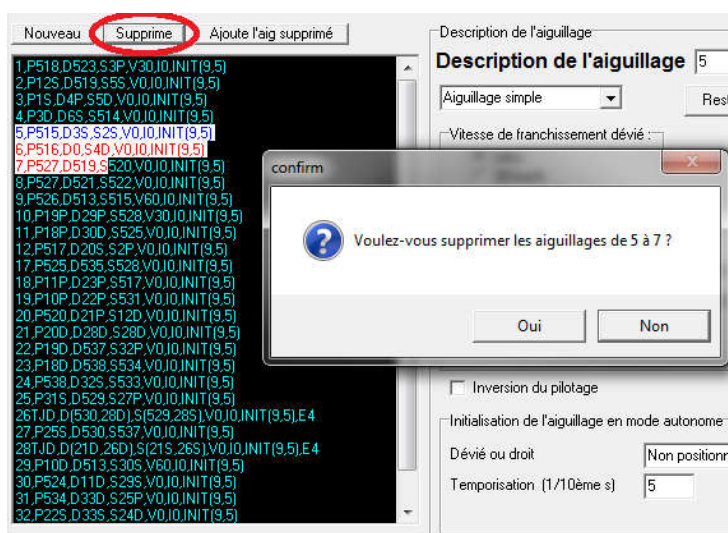 Nouveau
Supprime
Ajoute l'aig supprimé
1,P518,D523,S3P,V30,I0,INIT(9,5)
2,P12S,D519,S5S,V0,I0,INIT(9,5)
3,P1S,D4P,S5D,V0,I0,INIT(9,5)
4,P3D,D6S,S514,V0,I0,INIT(9,5)
5,P515,D3S,S2S,V0,I0,INIT(9,5)
6,P516,D0,S4D,V0,I0,INIT(9,5)
7,P527,D519,S520,V0,I0,INIT(9,5)
8,P527,D521,S522,V0,I0,INIT(9,5)
9,P526,D513,S515,V60,I0,INIT(9,5)
10,P19P,D29P,S528,V30,I0,INIT(9,5)
11,P18P,D30D,S525,V0,I0,INIT(9,5)
12,P517,D20S,S2P,V0,I0,INIT(9,5)
17,P525,D535,S528,V0,I0,INIT(9,5)
18,P11P,D23P,S517,V0,I0,INIT(9,5)
19,P10P,D22P,S531,V0,I0,INIT(9,5)
20,P520,D21P,S12D,V0,I0,INIT(9,5)
21,P20D,D28D,S28D,V0,I0,INIT(9,5)
22,P19D,D537,S32P,V0,I0,INIT(9,5)
23,P18D,D538,S534,V0,I0,INIT(9,5)
24,P538,D32S,S533,V0,I0,INIT(9,5)
25,P31S,D529,S27P,V0,I0,INIT(9,5)
26TJD,D(530,28D),S(529,28S),V0,I0,INIT(9,5),E4
27,P25S,D530,S537,V0,I0,INIT(9,5)
28TJD,D(21D,26D),S(21S,26S),V0,I0,INIT(9,5),E4
29,P10D,D513,S30S,V60,I0,INIT(9,5)
30,P524,D11D,S29S,V0,I0,INIT(9,5)
31,P534,D33D,S25P,V0,I0,INIT(9,5)
32,P22S,D33S,S24D,V0,I0,INIT(9,5)
Description de l'aiguillage
Description de l'aiguillage 5
Aiguillage simple
Rest
Vitesse de franchissement dévié :
confirm
Voulez-vous supprimer les aiguillages de 5 à 7 ?
Oui
Non
Inversion du pilotage
Initialisation de l'aiguillage en mode autonome
Dévié ou droit
Non positionn
Temporisation (1/10ème s)
5